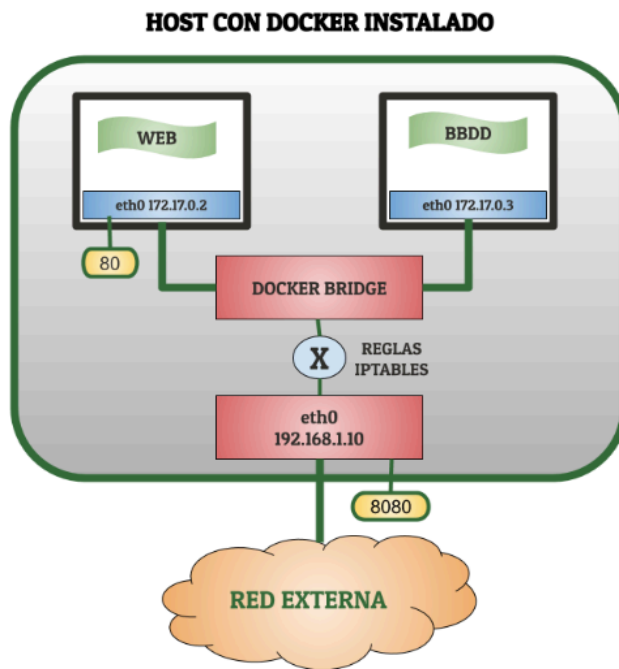 HOST CON DOCKER INSTALADO
WEB
BBDD
eth0 172.17.0.2
eth0 172.17.0.3
80
DOCKER BRIDGE
X
REGLAS
IPTABLES
eth0
192.168.1.10
8080
RED EXTERNA